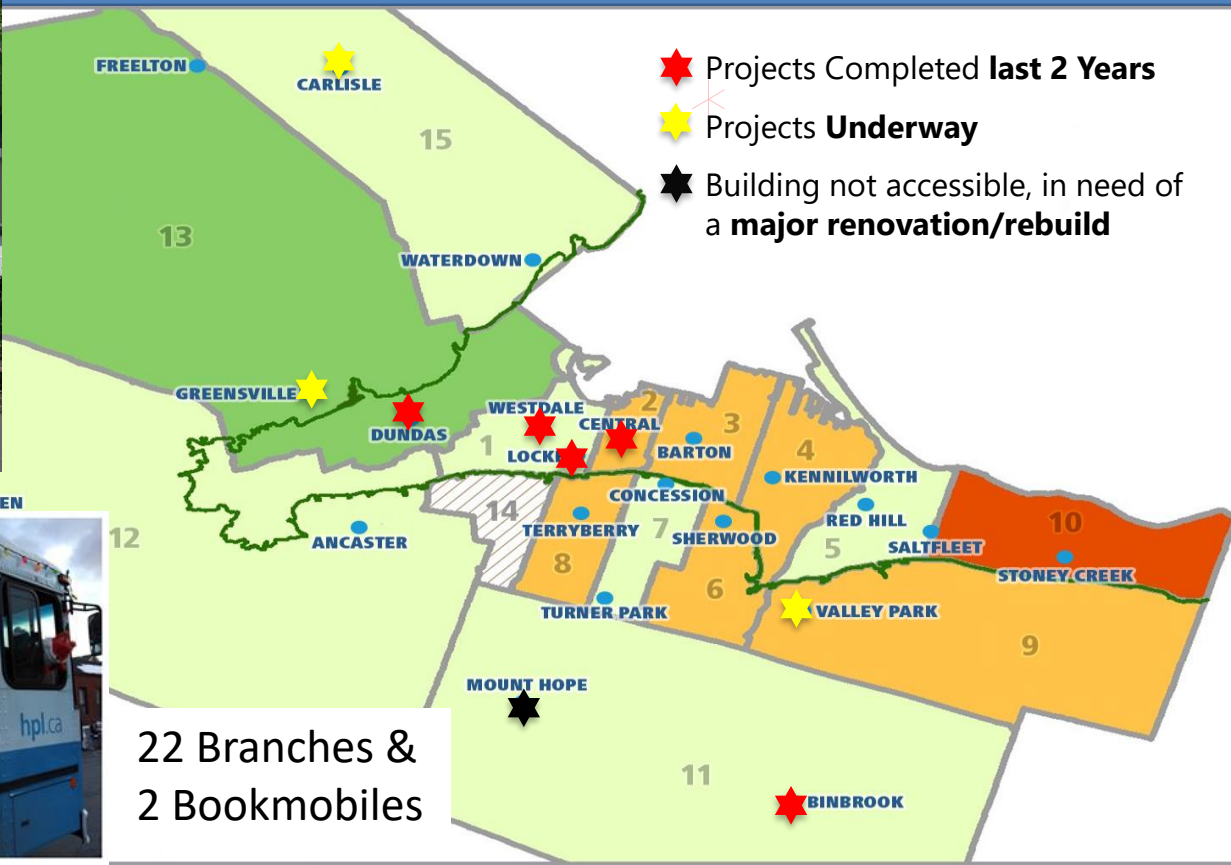 FREELTON
CARLISLE
Projects Completed last 2 Years
Projects Underway
Building not accessible, in need of
a major renovation/rebuild
15
13
WATERDOWN
GREENSVILLE
DUNDAS
WESTDALE
CENTRAL
2
3
1
LOCKE
BARTON
4
KENNILWORTH
CONCESSION
EN
12
14
TERRYBERRY
7
SHERWOOD
RED HILL
5
SALTFLEET
10
STONEY CREEK
ANCASTER
8
6
TURNER PARK
VALLEY PARK
9
MOUNT HOPE
hpl.ca
22 Branches &
2 Bookmobiles
11
BINBROOK